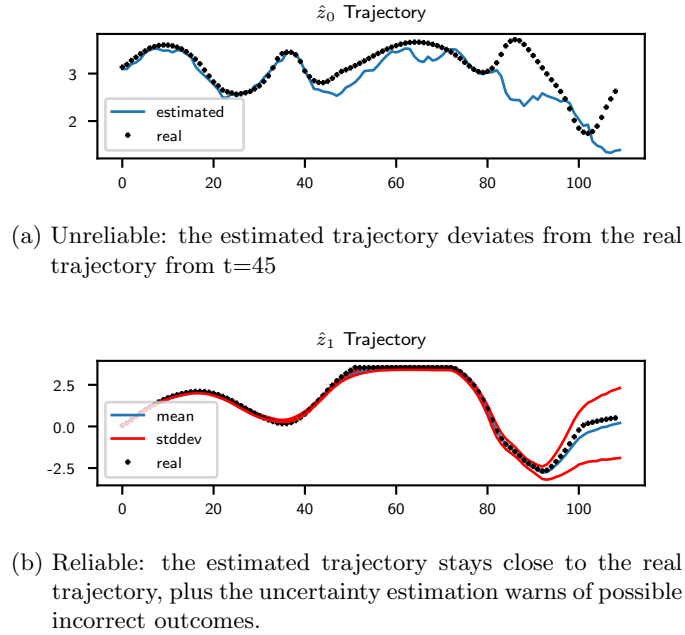 ẑ₀ Trajectory
3
2
estimated
real
0 20 40 60 80 100
(a) Unreliable: the estimated trajectory deviates from the real
trajectory from t=45
ẑ₁ Trajectory
2.5
0.0
-2.5
mean
stddev
real
0 20 40 60 80 100
(b) Reliable: the estimated trajectory stays close to the real
trajectory, plus the uncertainty estimation warns of possible
incorrect outcomes.